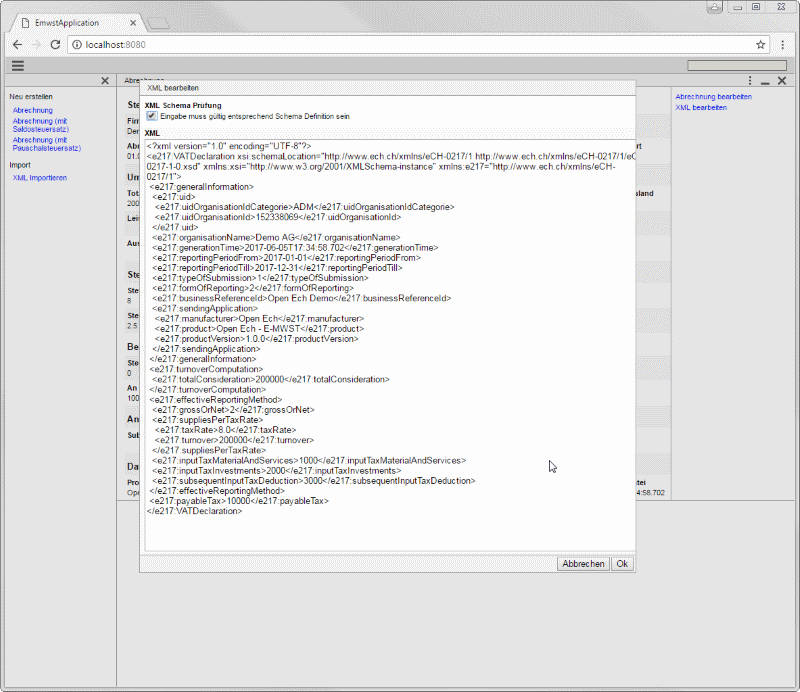 EmwstApplication
localhost:8080
Abrechnung
Neu erstellen
Abrechnung
Abrechnung (mit
Saldosteuersatz)
Abrechnung (mit
Pauschalsteuersatz)
Import
XML Importieren
XML bearbeiten
XML Schema Prüfung
Eingabe muss gültig entsprechend Schema Definition sein
XML
<?xml version="1.0" encoding="UTF-8"?>
<e217:VATDeclaration xsi:schemaLocation="http://www.ech.ch/xmlns/eCH-0217/1 http://www.ech.ch/xmlns/eCH-0217/1/eC
0217-1-0.xsd" xmlns:xsi="http://www.w3.org/2001/XMLSchema-instance" xmlns:e217="http://www.ech.ch/xmlns/eCH-
0217/1">
<e217:generalInformation>
<e217:uid>
<e217:uidOrganisationIdCategorie>ADM</e217:uidOrganisationIdCategorie>
<e217:uidOrganisationId>152338069</e217:uidOrganisationId>
</e217:uid>
<e217:organisationName>Demo AG</e217:organisationName>
<e217:generationTime>2017-06-05T17:34:58.702</e217:generationTime>
<e217:reportingPeriodFrom>2017-01-01</e217:reportingPeriodFrom>
<e217:reportingPeriodTill>2017-12-31</e217:reportingPeriodTill>
<e217:typeOfSubmission>1</e217:typeOfSubmission>
<e217:formOfReporting>2</e217:formOfReporting>
<e217:businessReferenceId>Open Ech Demo</e217:businessReferenceId>
<e217:sendingApplication>
<e217:manufacturer>Open Ech</e217:manufacturer>
<e217:product>Open Ech - E-MWST</e217:product>
<e217:productVersion>1.0.0</e217:productVersion>
</e217:sendingApplication>
</e217:generalInformation>
<e217:turnoverComputation>
<e217:totalConsideration>200000</e217:totalConsideration>
</e217:turnoverComputation>
<e217:effectiveReportingMethod>
<e217:grossOrNet>2</e217:grossOrNet>
<e217:suppliesPerTaxRate>
<e217:taxRate>8.0</e217:taxRate>
<e217:turnover>200000</e217:turnover>
</e217:suppliesPerTaxRate>
<e217:inputTaxMaterialAndServices>1000</e217:inputTaxMaterialAndServices>
<e217:inputTaxInvestments>2000</e217:inputTaxInvestments>
<e217:subsequentInputTaxDeduction>3000</e217:subsequentInputTaxDeduction>
</e217:effectiveReportingMethod>
<e217:payableTax>10000</e217:payableTax>
</e217:VATDeclaration>
Abbrechen
Ok
Abrechnung bearbeiten
XML bearbeiten
4:58.702